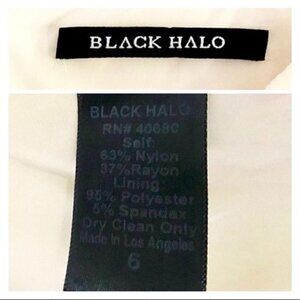 BLACK HALO
BLACK HALO
RN# 40680
Self:
63% Nylon
37%Rayon
Lining:
95% Polyester
5% Spandex
Dry Clean Only
Made In Los Angeles
6